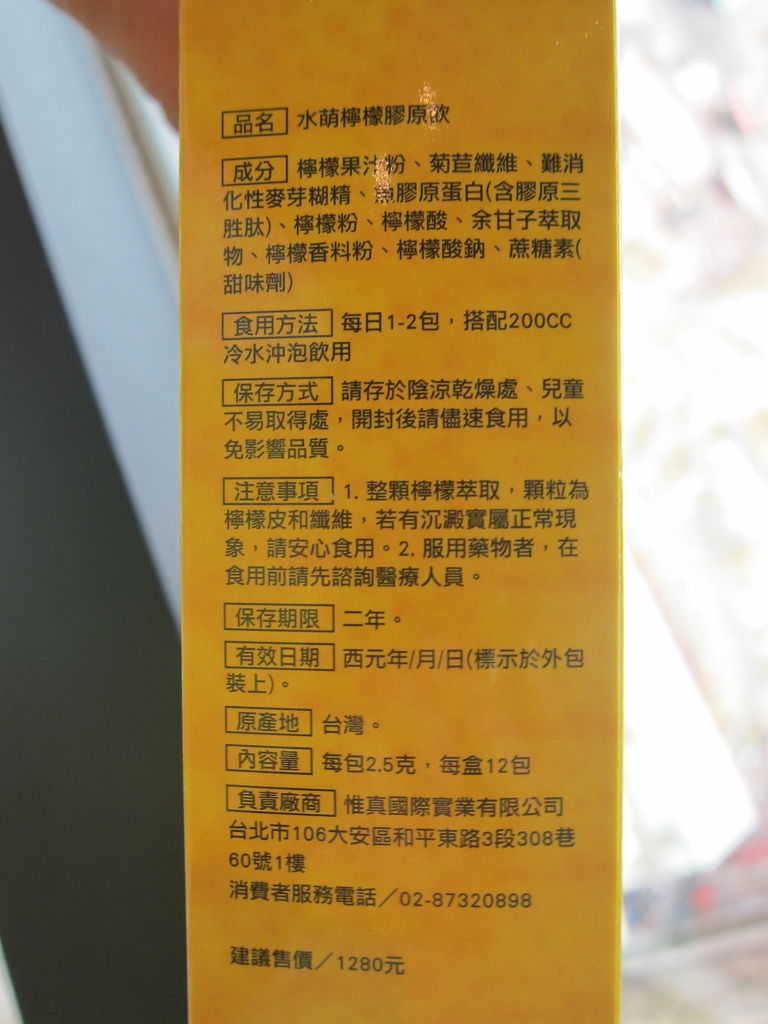 品名 水萌檸檬膠原飲
成分 檸檬果汁粉、菊苣纖維、難消
化性麥芽糊精、魚膠原蛋白(含膠原三
胜肽)、檸檬粉、檸檬酸、余甘子萃取
物、檸檬香料粉、檸檬酸鈉、蔗糖素(
甜味劑)
食用方法 每日1-2包，搭配200CC
冷水沖泡飲用
保存方式 請存於陰涼乾燥處、兒童
不易取得處，開封後請儘速食用，以
免影響品質。
注意事項 1. 整顆檸檬萃取，顆粒為
檸檬皮和纖維，若有沉澱實屬正常現
象，請安心食用。2. 服用藥物者，在
食用前請先諮詢醫療人員。
保存期限 二年。
有效日期 西元年/月/日(標示於外包
裝上)。
原產地 台灣。
內容量 每包2.5克，每盒12包
負責廠商 惟真國際實業有限公司
台北市106大安區和平東路3段308巷
60號1樓
消費者服務電話／02-87320898
建議售價／1280元